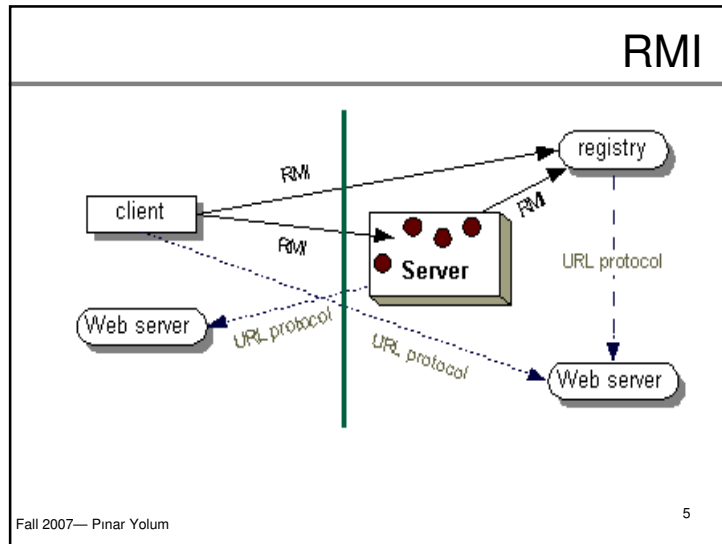 RMI
registry
RMI
client
RMI
RMI
Server
URL protocol
Web server
URL protocol
URL protocol
Web server
Fall 2007— Pınar Yolum
5